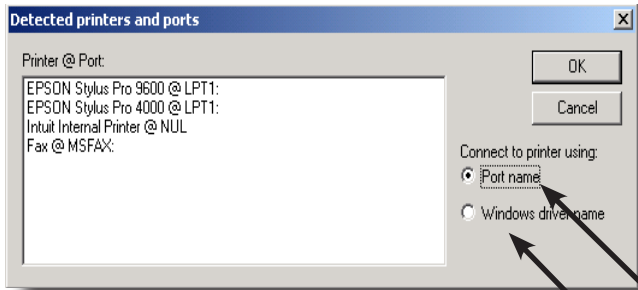 Detected printers and ports
Printer @ Port:
EPSON Stylus Pro 9600 @ LPT1:
EPSON Stylus Pro 4000 @ LPT1:
Intuit Internal Printer @ NUL
Fax @ MSFAX:
OK
Cancel
Connect to printer using:
Port name
Windows driver name